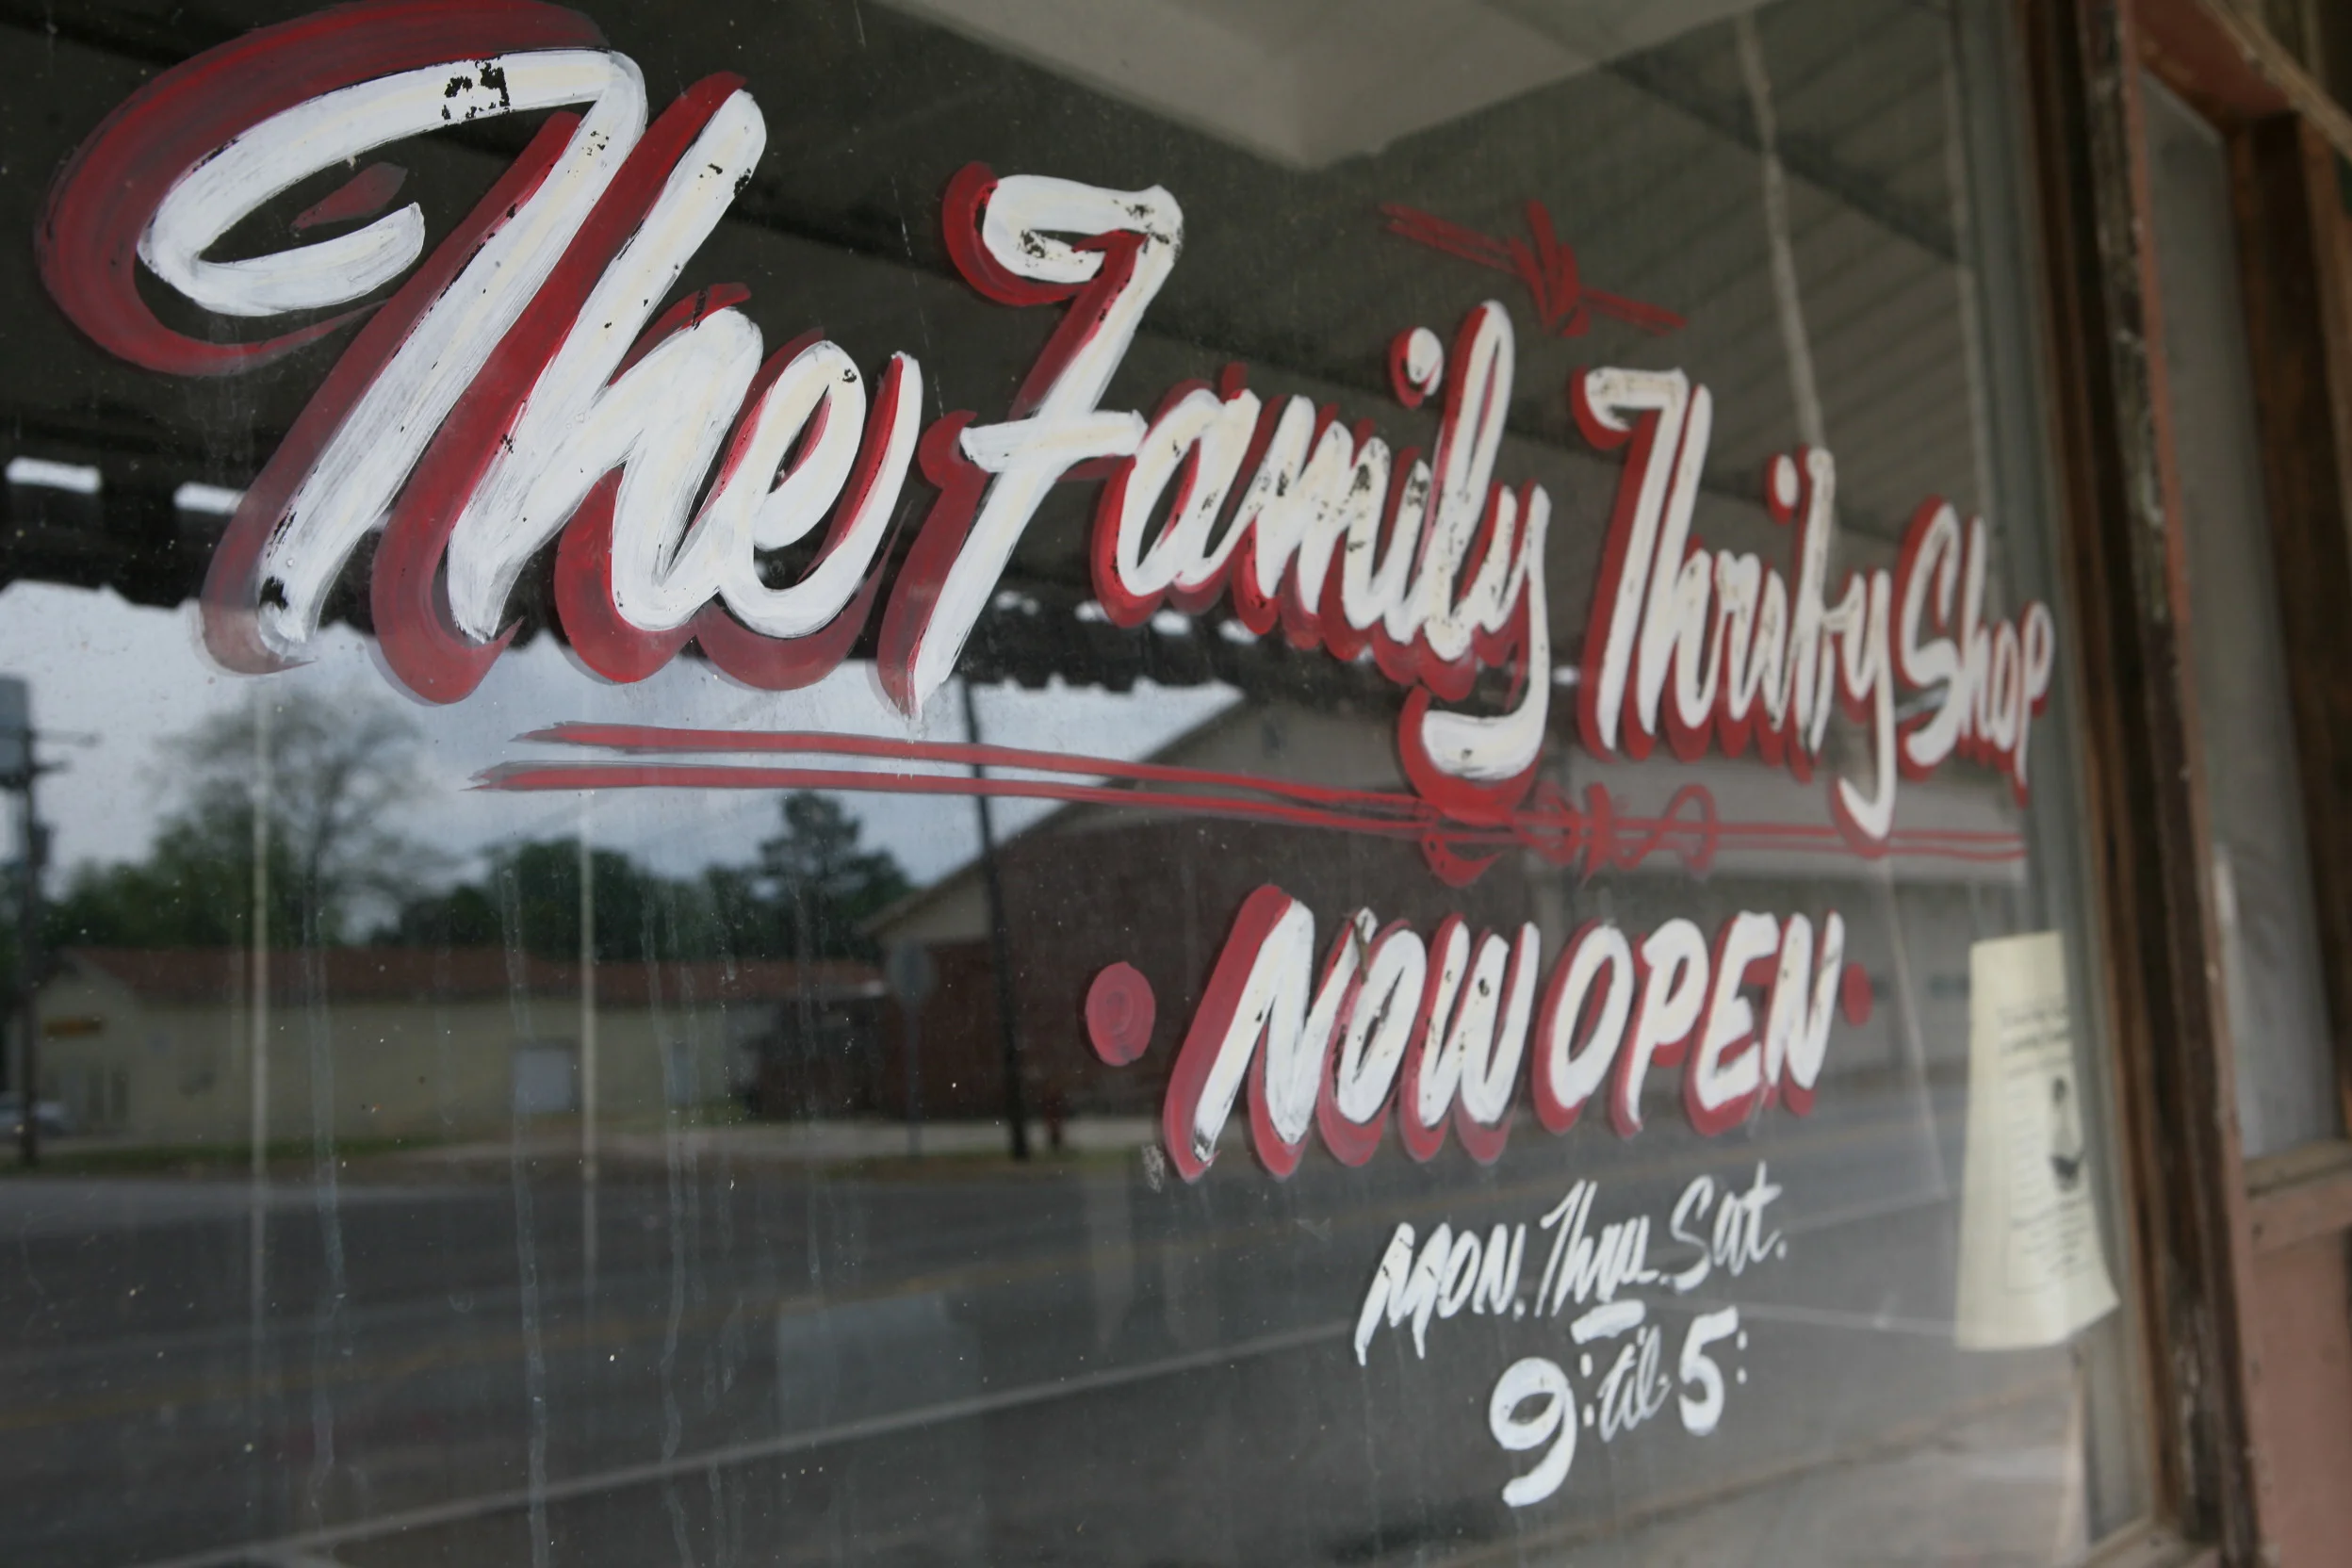 The Family Thrifty Shop
NOW OPEN
MON. Thru. Sat.
9: til 5: